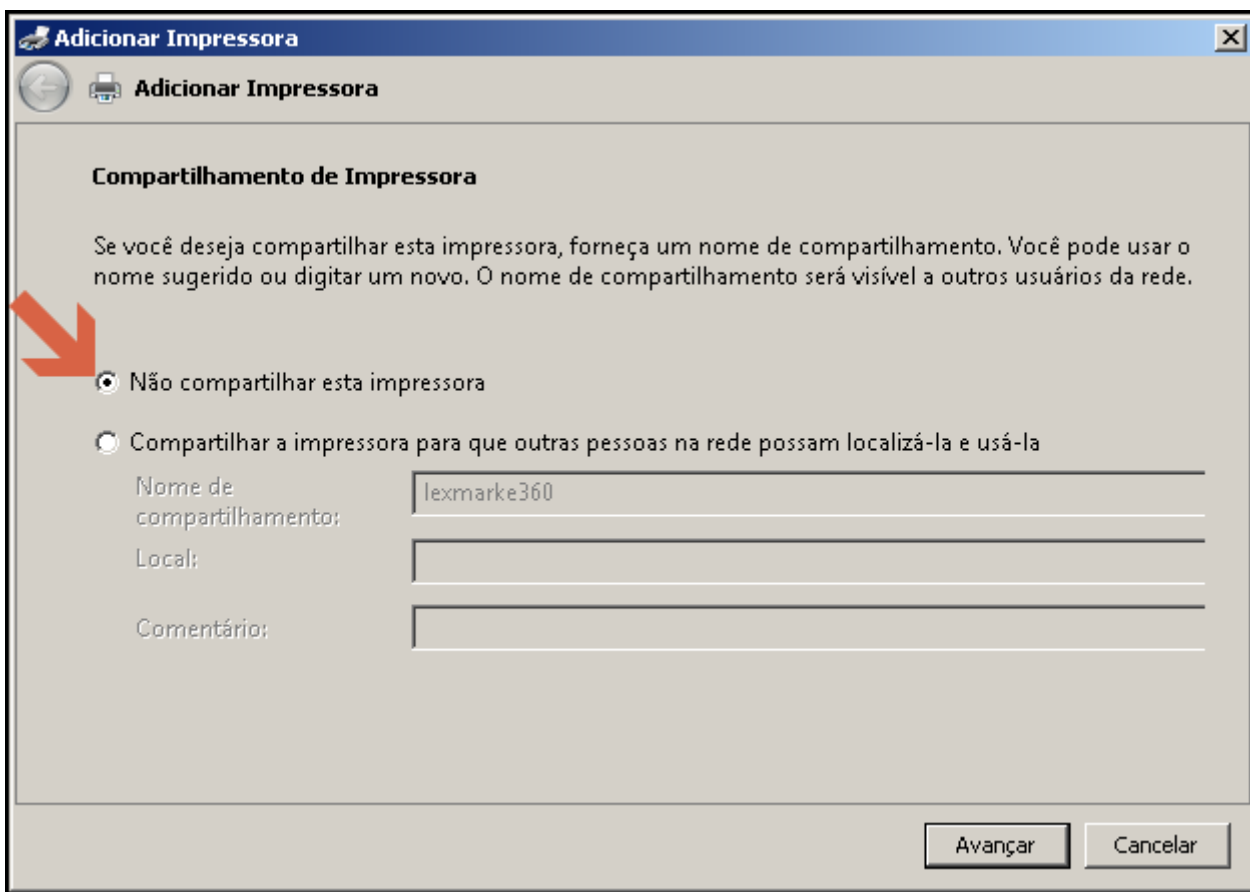 Adicionar Impressora
Adicionar Impressora
Compartilhamento de Impressora
Se você deseja compartilhar esta impressora, forneça um nome de compartilhamento. Você pode usar o
nome sugerido ou digitar um novo. O nome de compartilhamento será visível a outros usuários da rede.
Não compartilhar esta impressora
Compartilhar a impressora para que outras pessoas na rede possam localizá-la e usá-la
Nome de
compartilhamento:
lexmarke360
Local:
Comentário:
Avançar
Cancelar